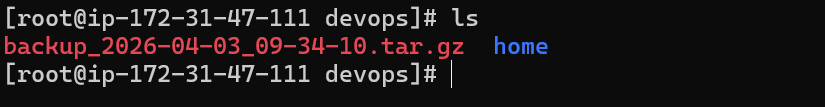 [root@ip-172-31-47-111 devops]# ls
backup_2026-04-03_09-34-10.tar.gz  home
[root@ip-172-31-47-111 devops]#